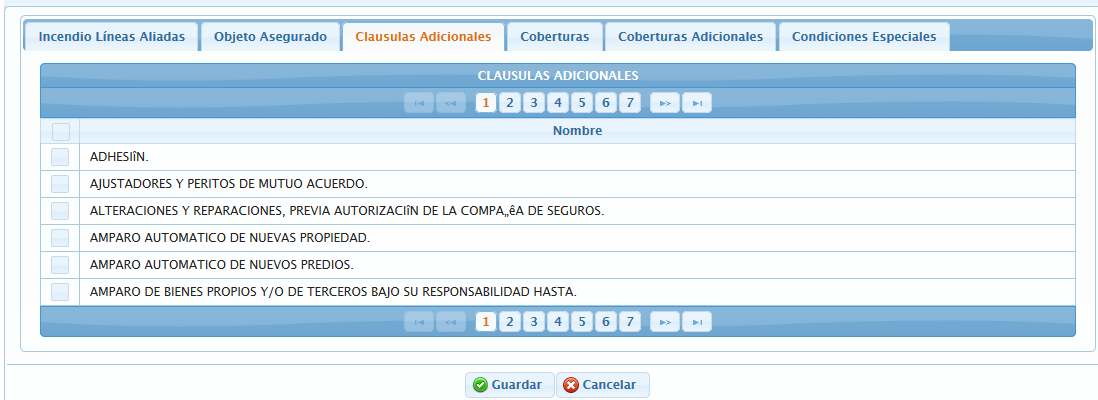 Incendio Líneas Aliadas Objeto Asegurado Clausulas Adicionales Coberturas Coberturas Adicionales Condiciones Especiales
CLAUSULAS ADICIONALES
1 2 3 4 5 6 7
Nombre
ADHESIîN.
AJUSTADORES Y PERITOS DE MUTUO ACUERDO.
ALTERACIONES Y REPARACIONES, PREVIA AUTORIZACIîN DE LA COMPA„êA DE SEGUROS.
AMPARO AUTOMATICO DE NUEVAS PROPIEDAD.
AMPARO AUTOMATICO DE NUEVOS PREDIOS.
AMPARO DE BIENES PROPIOS Y/O DE TERCEROS BAJO SU RESPONSABILIDAD HASTA.
1 2 3 4 5 6 7
Guardar Cancelar